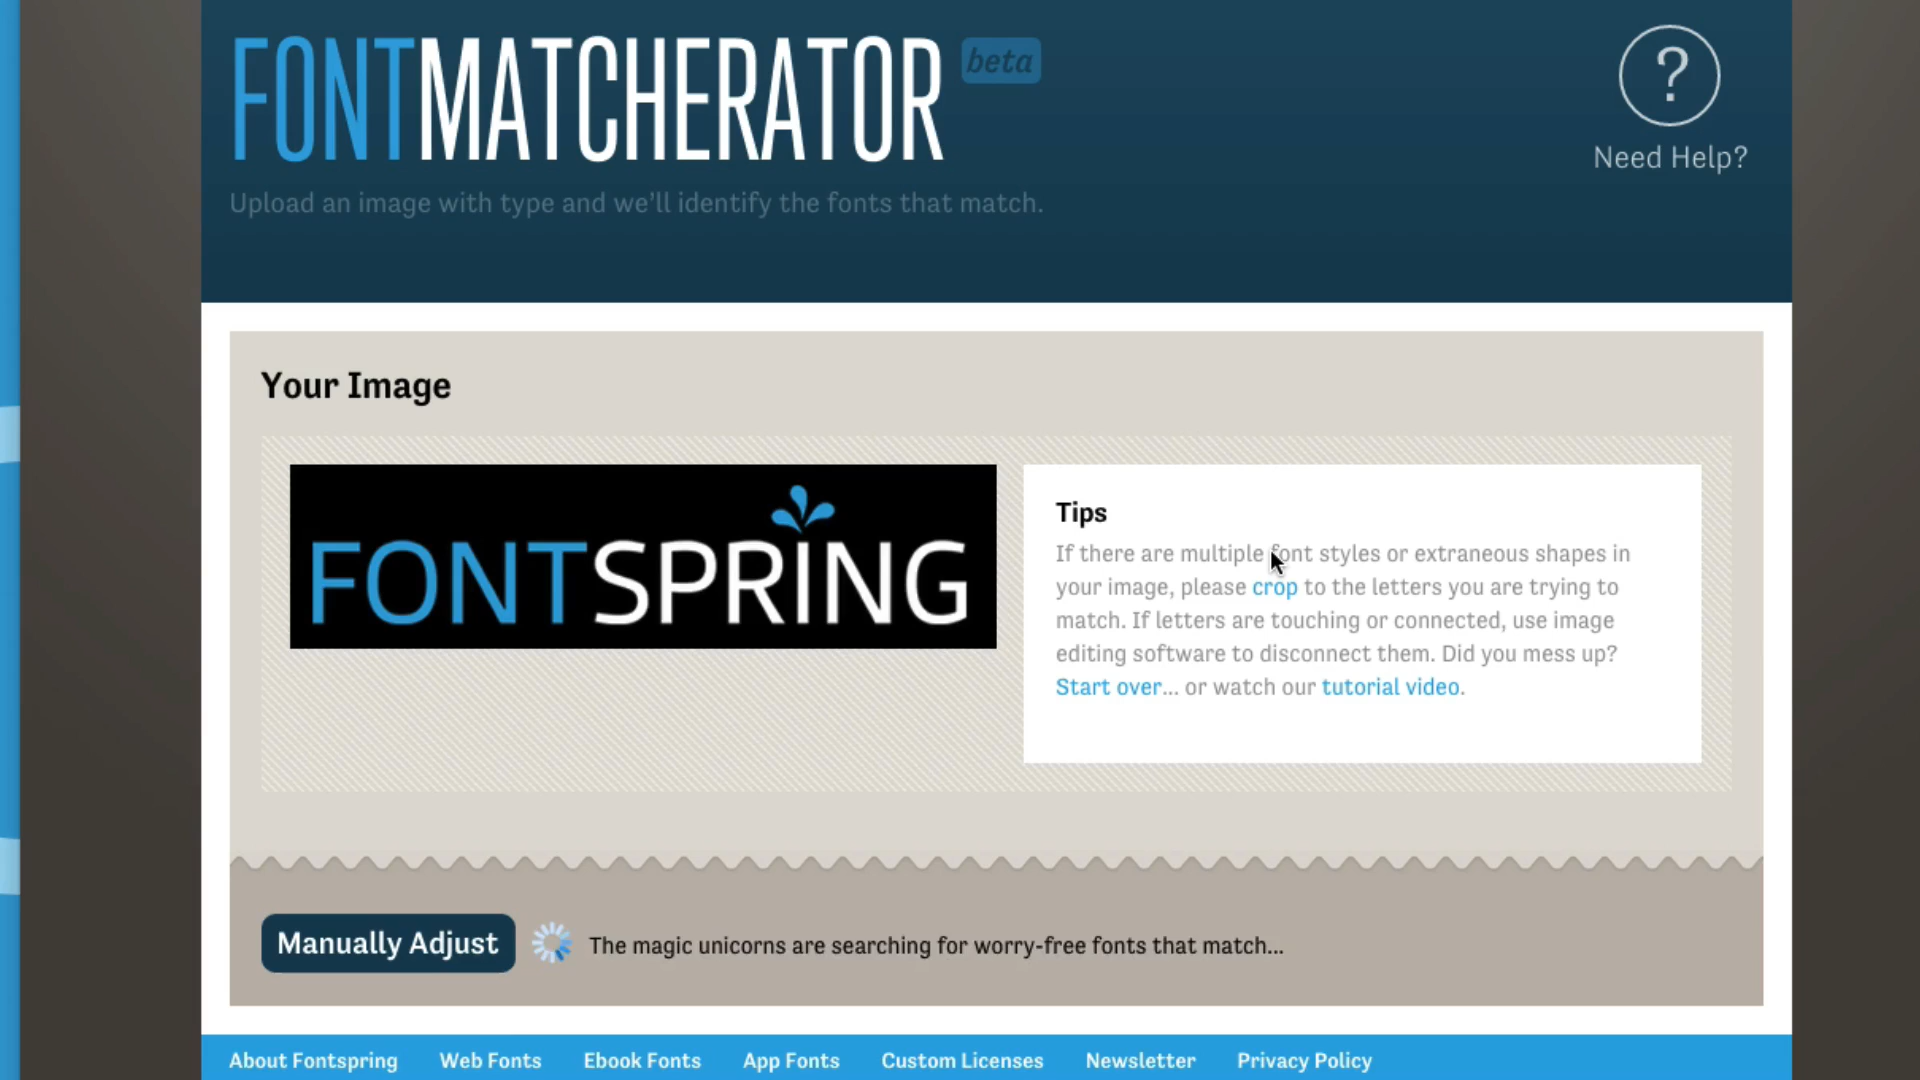 FONTMATCHERATOR beta
Upload an image with type and we'll identify the fonts that match.
?
Need Help?
Your Image
FONTSPRING
Tips
If there are multiple font styles or extraneous shapes in
your image, please crop to the letters you are trying to
match. If letters are touching or connected, use image
editing software to disconnect them. Did you mess up?
Start over... or watch our tutorial video.
Manually Adjust
The magic unicorns are searching for worry-free fonts that match...
About Fontspring Web Fonts Ebook Fonts App Fonts Custom Licenses Newsletter Privacy Policy